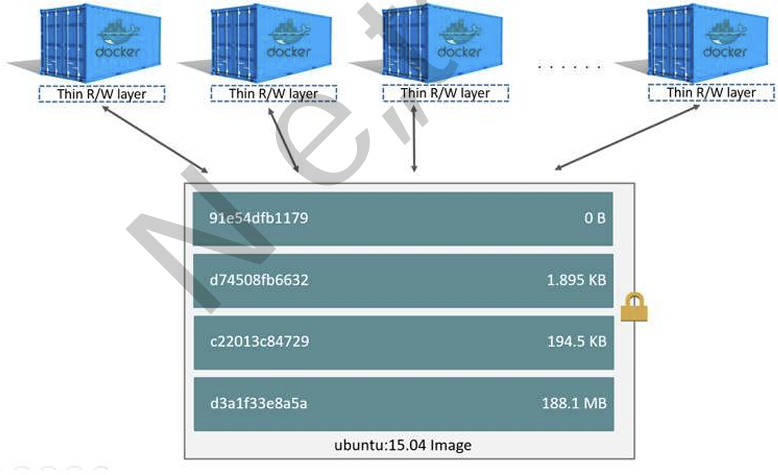 docker docker docker docker
Thin R/W layer Thin R/W layer Thin R/W layer Thin R/W layer
91e54dfb1179 0 B
d74508fb6632 1.895 KB
c22013c84729 194.5 KB
d3a1f33e8a5a 188.1 MB
ubuntu:15.04 Image